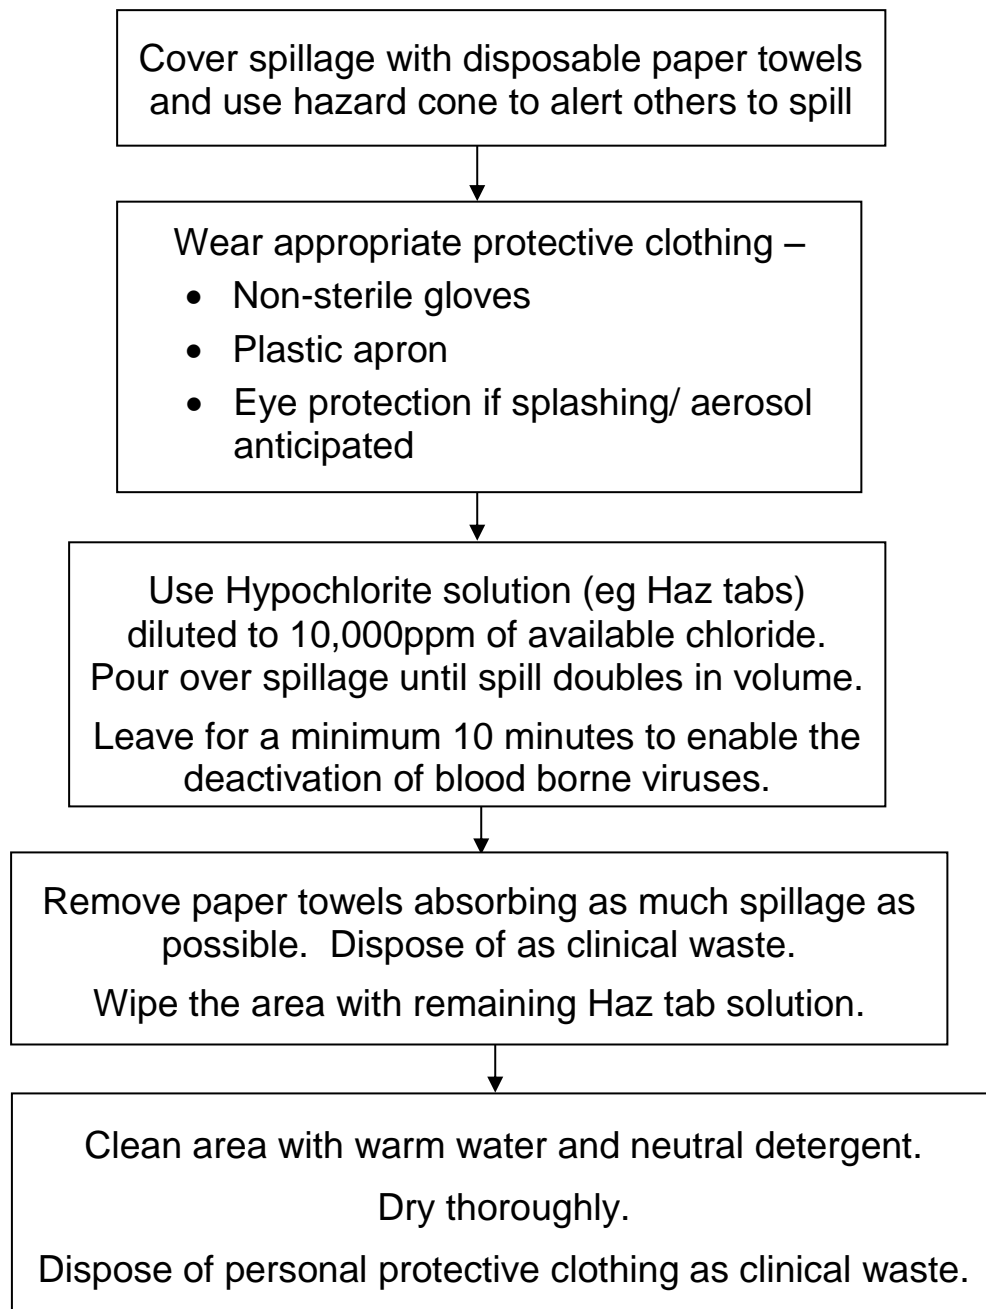 Cover spillage with disposable paper towels
and use hazard cone to alert others to spill
Wear appropriate protective clothing –
• Non-sterile gloves
• Plastic apron
• Eye protection if splashing/ aerosol
anticipated
Use Hypochlorite solution (eg Haz tabs)
diluted to 10,000ppm of available chloride.
Pour over spillage until spill doubles in volume.
Leave for a minimum 10 minutes to enable the
deactivation of blood borne viruses.
Remove paper towels absorbing as much spillage as
possible.  Dispose of as clinical waste.
Wipe the area with remaining Haz tab solution.
Clean area with warm water and neutral detergent.
Dry thoroughly.
Dispose of personal protective clothing as clinical waste.